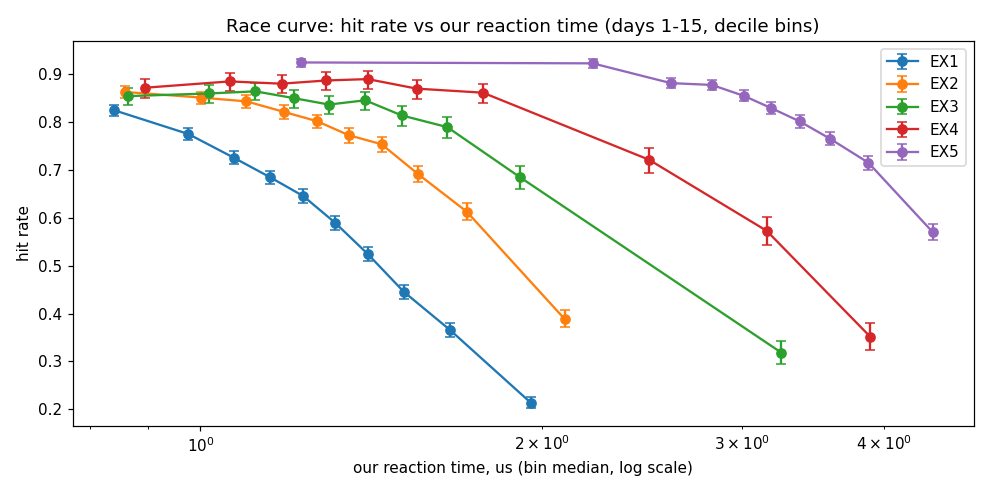 Race curve: hit rate vs our reaction time (days 1-15, decile bins)
hit rate
0.9
0.8
0.7
0.6
0.5
0.4
0.3
0.2
EX1
EX2
EX3
EX4
EX5
10⁰
2 × 10⁰
3 × 10⁰
4 × 10⁰
our reaction time, us (bin median, log scale)